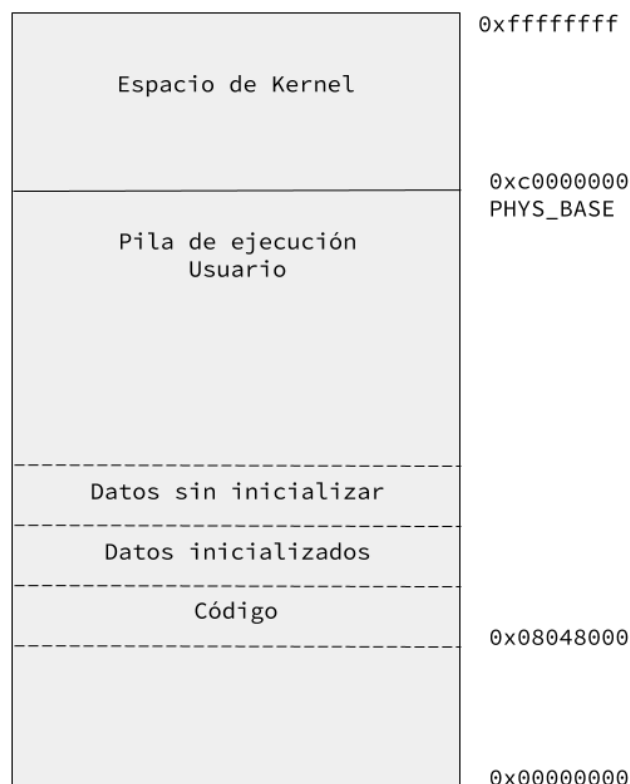 0xffffffff
Espacio de Kernel
0xc0000000
PHYS_BASE
Pila de ejecución
Usuario
Datos sin inicializar
Datos inicializados
Código
0x08048000
0x00000000